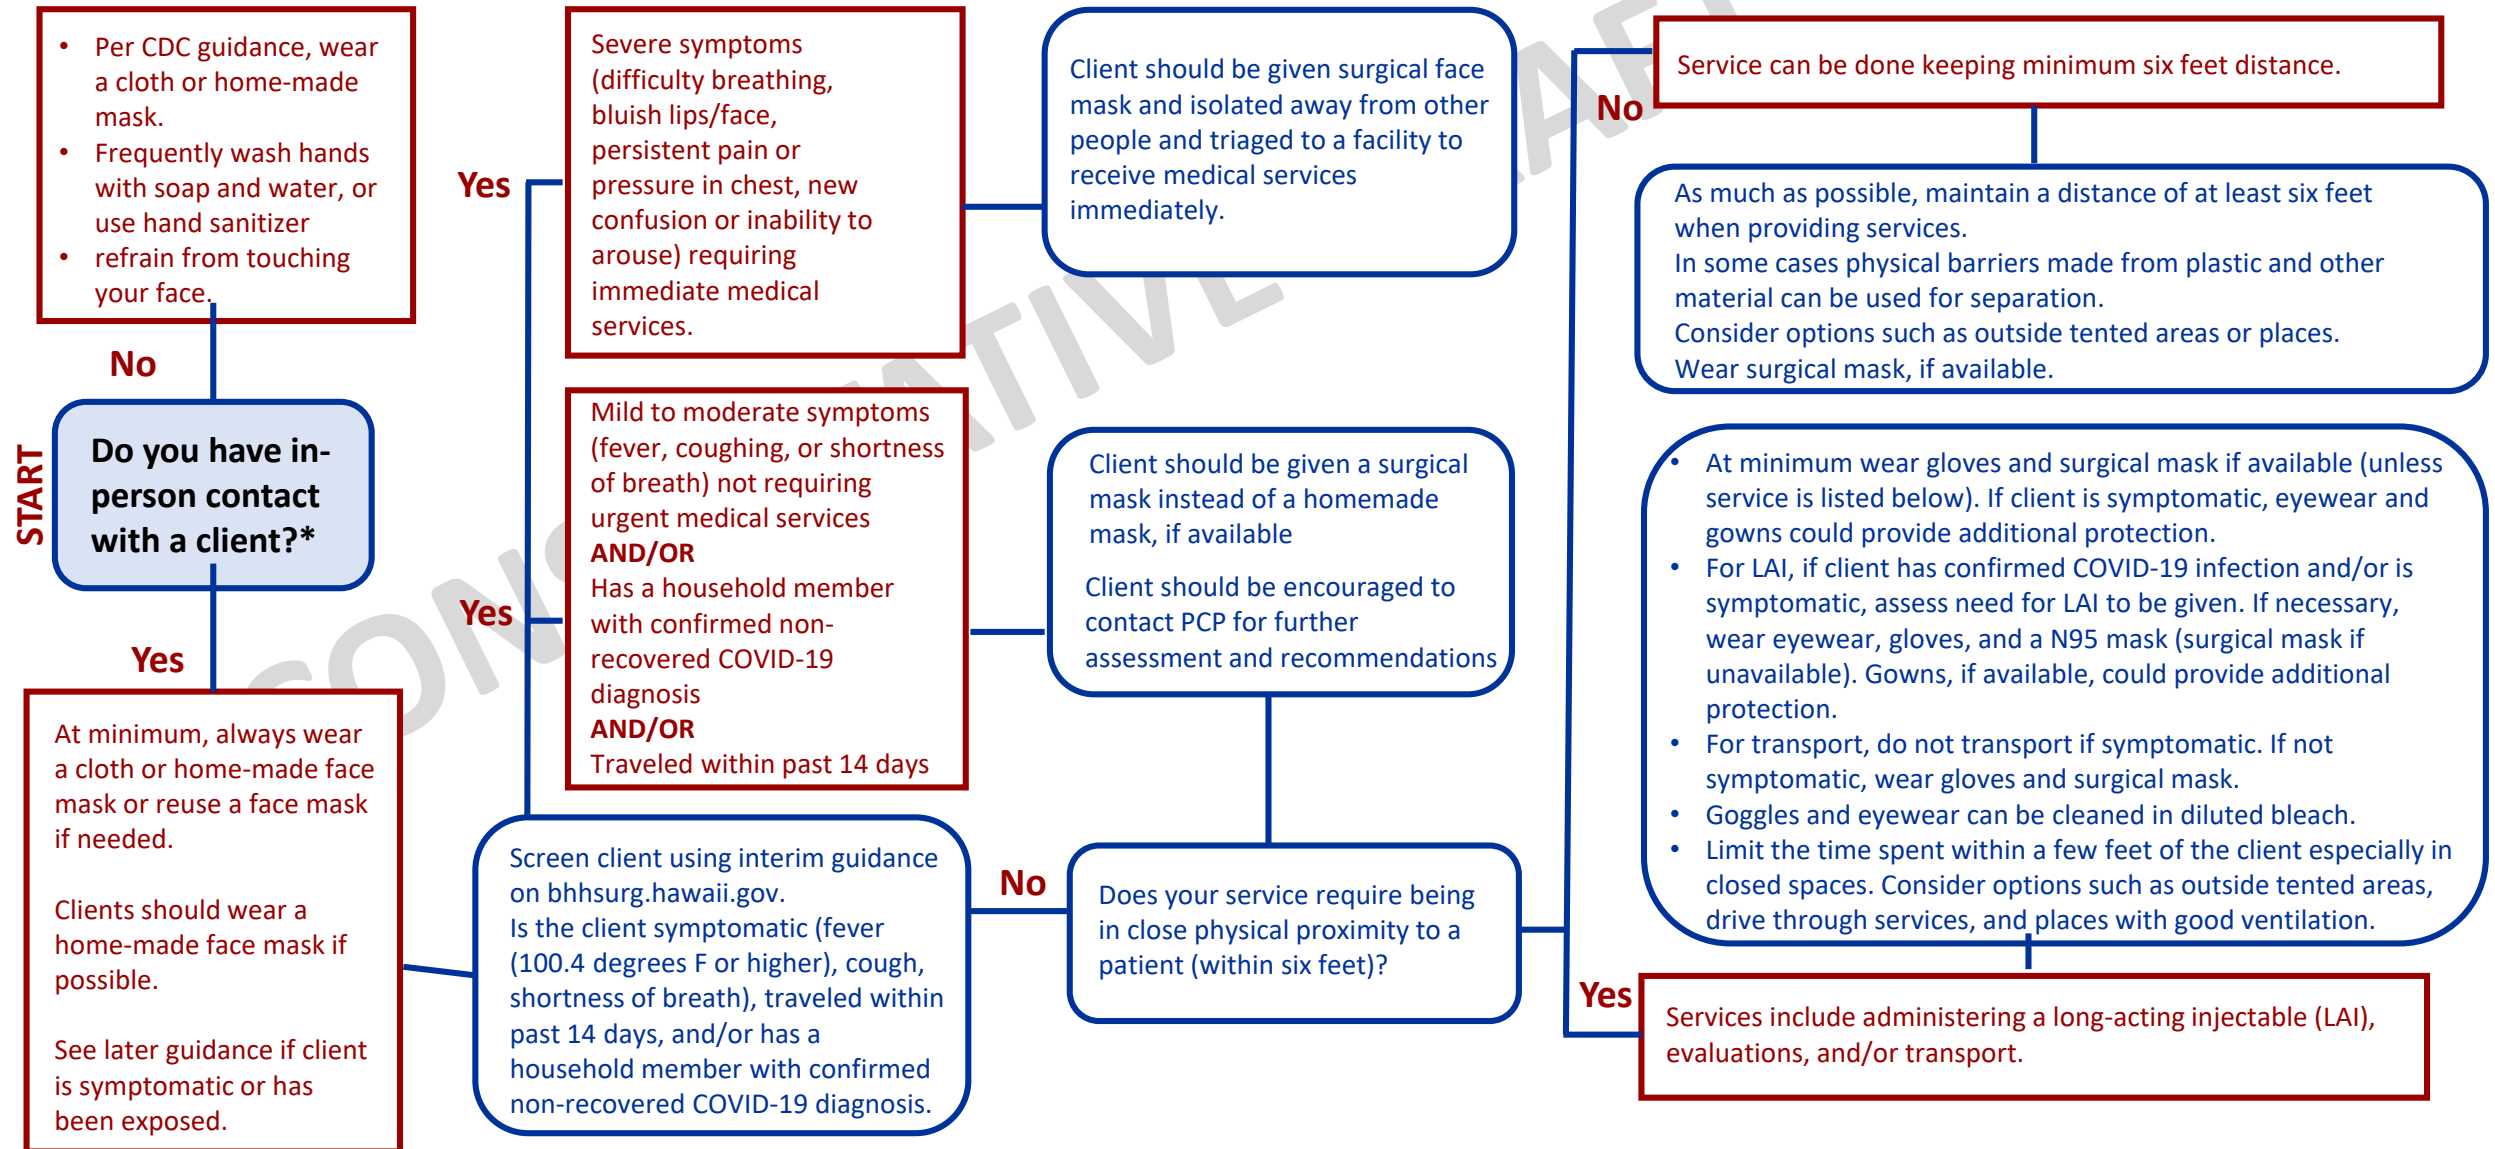 • Per CDC guidance, wear
a cloth or home-made
mask.
• Frequently wash hands
with soap and water, or
use hand sanitizer
• refrain from touching
your face.
No
START
Do you have in-
person contact
with a client?*
Yes
At minimum, always wear
a cloth or home-made face
mask or reuse a face mask
if needed.
Clients should wear a
home-made face mask if
possible.
See later guidance if client
is symptomatic or has
been exposed.
Yes
Severe symptoms
(difficulty breathing,
bluish lips/face,
persistent pain or
pressure in chest, new
confusion or inability to
arouse) requiring
immediate medical
services.
Yes
Mild to moderate symptoms
(fever, coughing, or shortness
of breath) not requiring
urgent medical services
AND/OR
Has a household member
with confirmed non-
recovered COVID-19
diagnosis
AND/OR
Traveled within past 14 days
Screen client using interim guidance
on bhhsurg.hawaii.gov.
Is the client symptomatic (fever
(100.4 degrees F or higher), cough,
shortness of breath), traveled within
past 14 days, and/or has a
household member with confirmed
non-recovered COVID-19 diagnosis.
Client should be given surgical face
mask and isolated away from other
people and triaged to a facility to
receive medical services
immediately.
Client should be given a surgical
mask instead of a homemade
mask, if available
Client should be encouraged to
contact PCP for further
assessment and recommendations
No
Does your service require being
in close physical proximity to a
patient (within six feet)?
No
Service can be done keeping minimum six feet distance.
As much as possible, maintain a distance of at least six feet
when providing services.
In some cases physical barriers made from plastic and other
material can be used for separation.
Consider options such as outside tented areas or places.
Wear surgical mask, if available.
• At minimum wear gloves and surgical mask if available (unless
service is listed below). If client is symptomatic, eyewear and
gowns could provide additional protection.
• For LAI, if client has confirmed COVID-19 infection and/or is
symptomatic, assess need for LAI to be given. If necessary,
wear eyewear, gloves, and a N95 mask (surgical mask if
unavailable). Gowns, if available, could provide additional
protection.
• For transport, do not transport if symptomatic. If not
symptomatic, wear gloves and surgical mask.
• Goggles and eyewear can be cleaned in diluted bleach.
• Limit the time spent within a few feet of the client especially in
closed spaces. Consider options such as outside tented areas,
drive through services, and places with good ventilation.
Yes
Services include administering a long-acting injectable (LAI),
evaluations, and/or transport.